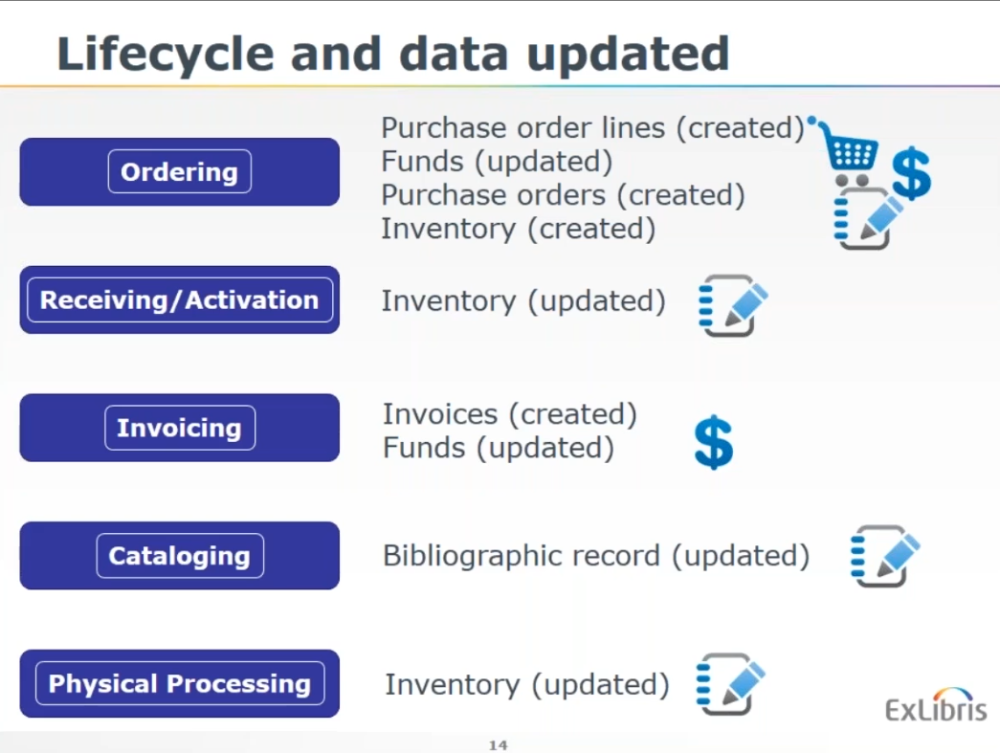 Lifecycle and data updated
Ordering
Purchase order lines (created)
Funds (updated)
Purchase orders (created)
Inventory (created)
Receiving/Activation
Inventory (updated)
Invoicing
Invoices (created)
Funds (updated)
Cataloging
Bibliographic record (updated)
Physical Processing
Inventory (updated)
ExLibris
14